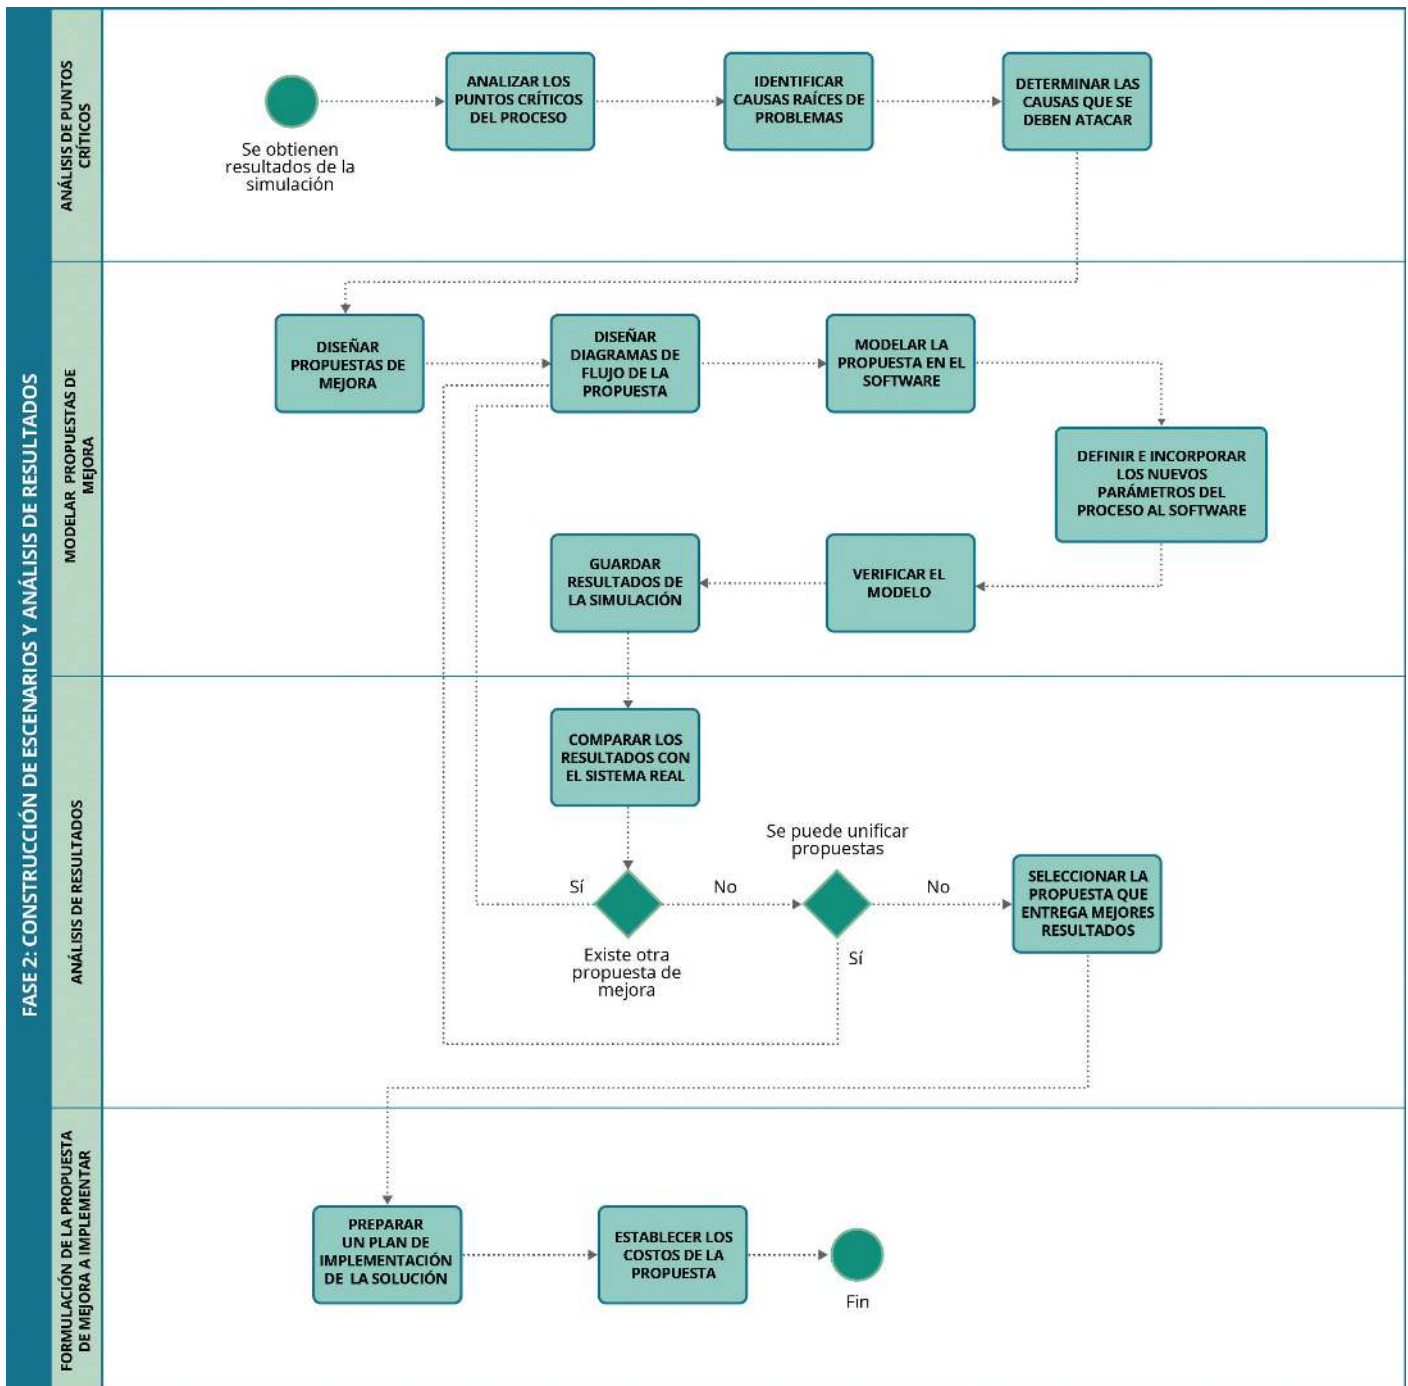 FASE 2: CONSTRUCCIÓN DE ESCENARIOS Y ANÁLISIS DE RESULTADOS
ANÁLISIS DE PUNTOS
CRÍTICOS
Se obtienen
resultados de la
simulación
ANALIZAR LOS
PUNTOS CRÍTICOS
DEL PROCESO
IDENTIFICAR
CAUSAS RAÍCES DE
PROBLEMAS
DETERMINAR LAS
CAUSAS QUE SE
DEBEN ATACAR
MODELAR PROPUESTAS DE
MEJORA
DISEÑAR
PROPUESTAS DE
MEJORA
DISEÑAR
DIAGRAMAS DE
FLUJO DE LA
PROPUESTA
MODELAR LA
PROPUESTA EN EL
SOFTWARE
DEFINIR E INCORPORAR
LOS NUEVOS
PARÁMETROS DEL
PROCESO AL SOFTWARE
VERIFICAR EL
MODELO
GUARDAR
RESULTADOS DE
LA SIMULACIÓN
ANÁLISIS DE RESULTADOS
COMPARAR LOS
RESULTADOS CON
EL SISTEMA REAL
Sí
Existe otra
propuesta de
mejora
No
Se puede unificar
propuestas
Sí
No
SELECCIONAR LA
PROPUESTA QUE
ENTREGA MEJORES
RESULTADOS
FORMULACIÓN DE LA PROPUESTA
DE MEJORA A IMPLEMENTAR
PREPARAR
UN PLAN DE
IMPLEMENTACIÓN
DE LA SOLUCIÓN
ESTABLECER LOS
COSTOS DE LA
PROPUESTA
Fin